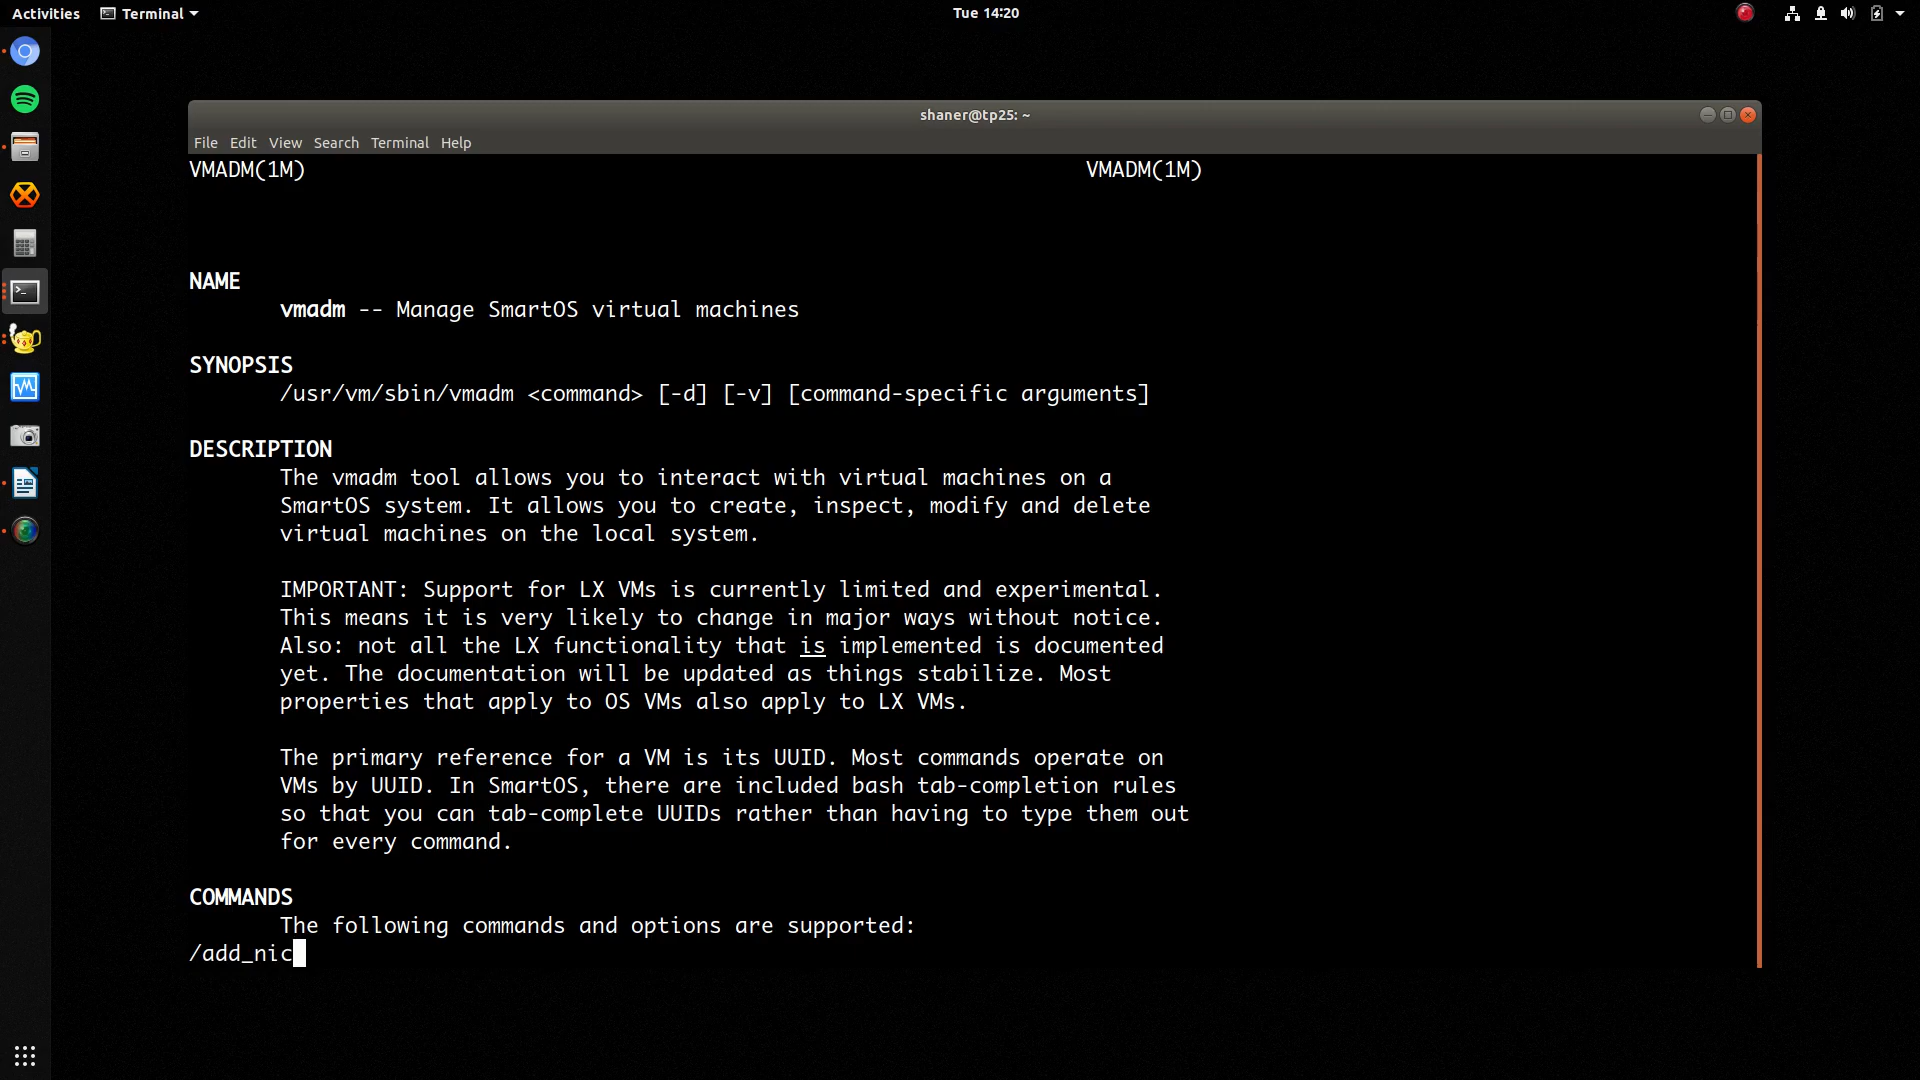 Activities Terminal Tue 14:20
shaner@tp25: ~
File Edit View Search Terminal Help
VMADM(1M) VMADM(1M)
NAME
vmadm -- Manage SmartOS virtual machines
SYNOPSIS
/usr/vm/sbin/vmadm <command> [-d] [-v] [command-specific arguments]
DESCRIPTION
The vmadm tool allows you to interact with virtual machines on a
SmartOS system. It allows you to create, inspect, modify and delete
virtual machines on the local system.
IMPORTANT: Support for LX VMs is currently limited and experimental.
This means it is very likely to change in major ways without notice.
Also: not all the LX functionality that is implemented is documented
yet. The documentation will be updated as things stabilize. Most
properties that apply to OS VMs also apply to LX VMs.
The primary reference for a VM is its UUID. Most commands operate on
VMs by UUID. In SmartOS, there are included bash tab-completion rules
so that you can tab-complete UUIDs rather than having to type them out
for every command.
COMMANDS
The following commands and options are supported:
/add_nic